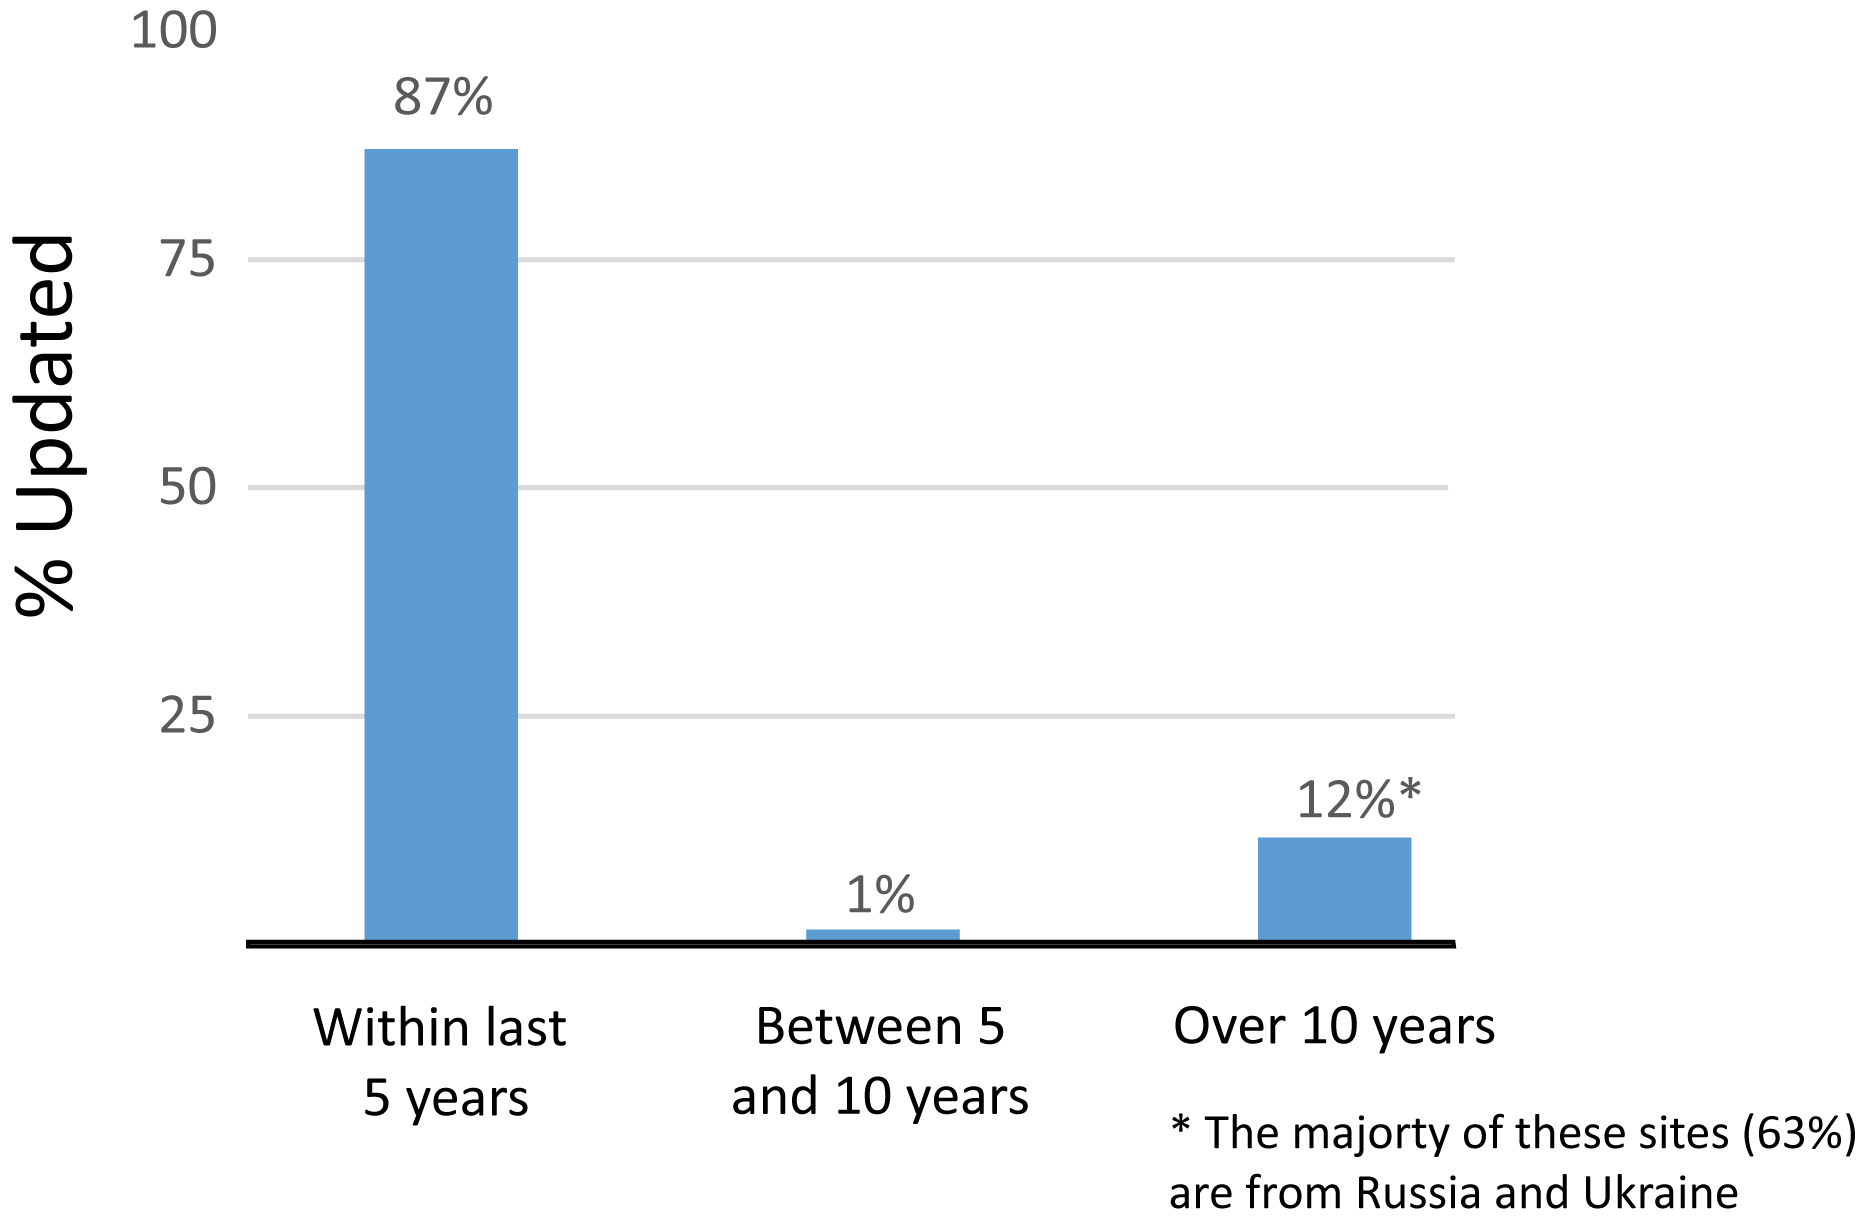 100
87%
75
% Updated
50
25
12%*
1%
Within last
5 years
Between 5
and 10 years
Over 10 years
* The majorty of these sites (63%)
are from Russia and Ukraine